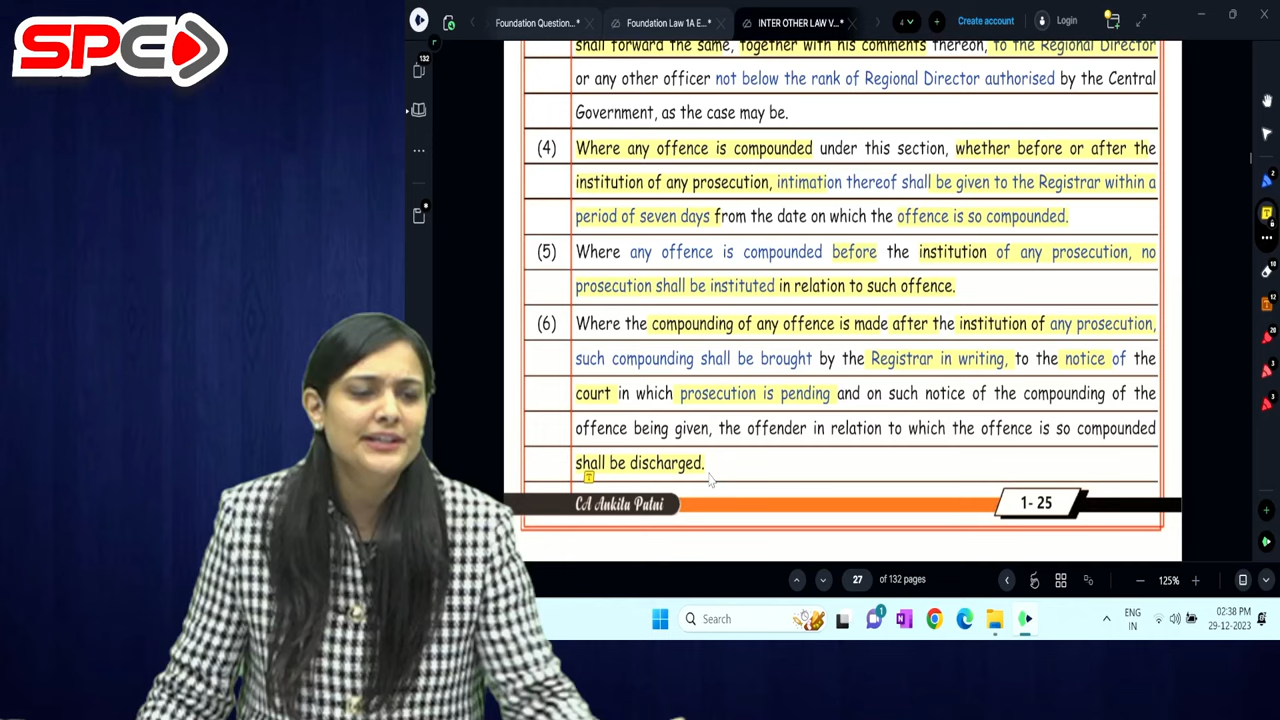 SPC
Foundation Question...*
Foundation Law 1A E...*
INTER OTHER LAW V...*
4
Create account
Login
132
shall forward the same, together with his comments thereon, to the Regional Director
or any other officer not below the rank of Regional Director authorised by the Central
Government, as the case may be.
(4) Where any offence is compounded under this section, whether before or after the
institution of any prosecution, intimation thereof shall be given to the Registrar within a
period of seven days from the date on which the offence is so compounded.
(5) Where any offence is compounded before the institution of any prosecution, no
prosecution shall be instituted in relation to such offence.
(6) Where the compounding of any offence is made after the institution of any prosecution,
such compounding shall be brought by the Registrar in writing, to the notice of the
court in which prosecution is pending and on such notice of the compounding of the
offence being given, the offender in relation to which the offence is so compounded
shall be discharged.
CA Ankita Patni
1- 25
27 of 132 pages
125%
Search
ENG
IN
02:38 PM
29-12-2023